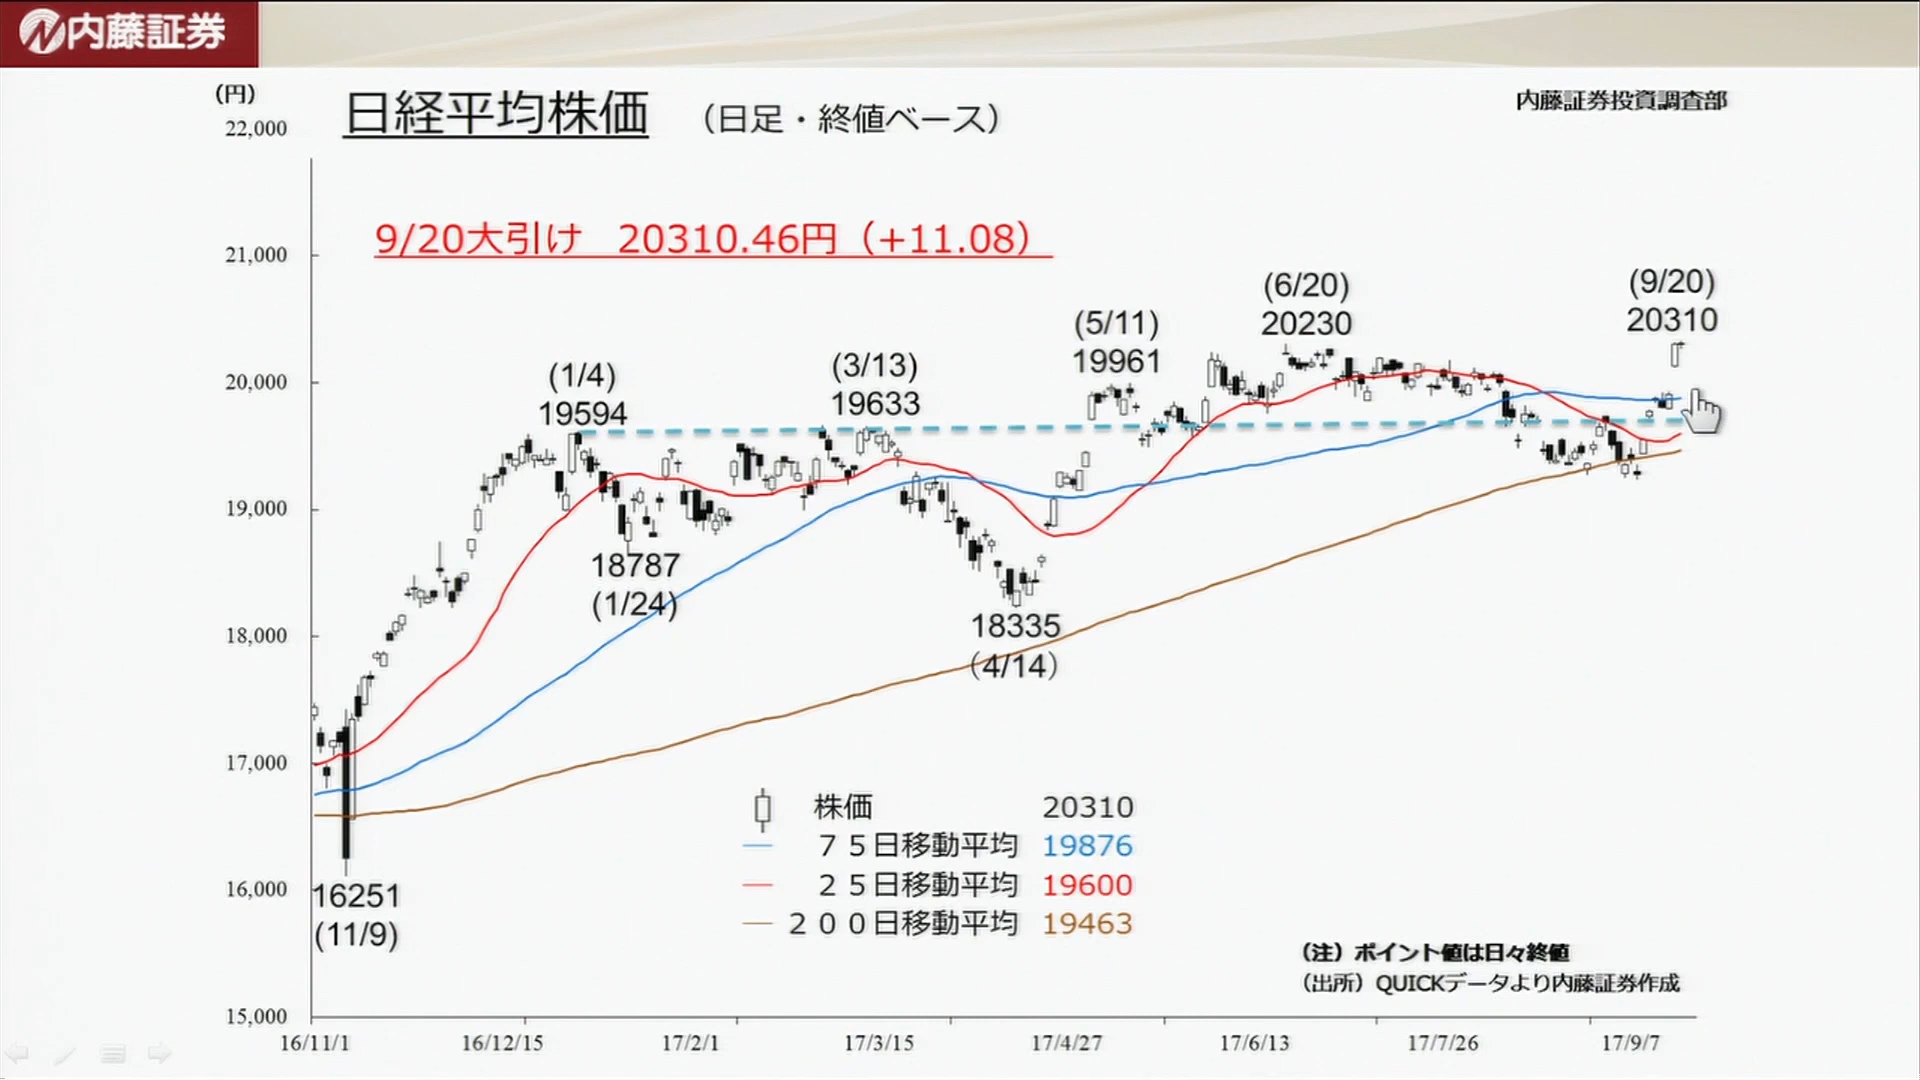 内藤証券
(円)
日経平均株価 (日足・終値ベース)
内藤証券投資調査部
22,000
9/20大引け 20310.46円(+11.08)
21,000
(6/20)
20230
(9/20)
20310
(5/11)
19961
(3/13)
19633
(1/4)
19594
20,000
19,000
18787
(1/24)
18335
(4/14)
18,000
17,000
株価 20310
75日移動平均 19876
25日移動平均 19600
200日移動平均 19463
16,000
16251
(11/9)
(注)ポイント値は日々終値
(出所)QUICKデータより内藤証券作成
15,000
16/11/1 16/12/15 17/2/1 17/3/15 17/4/27 17/6/13 17/7/26 17/9/7